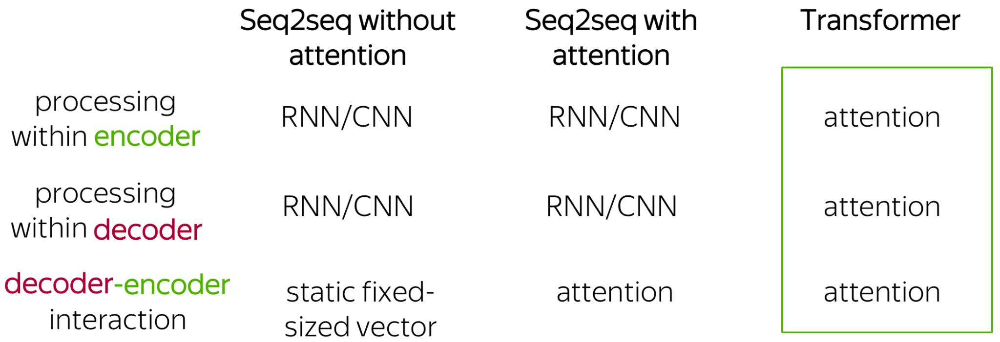 Seq2seq without
attention
Seq2seq with
attention
Transformer
processing
within encoder
RNN/CNN
RNN/CNN
attention
processing
within decoder
RNN/CNN
RNN/CNN
attention
decoder-encoder
interaction
static fixed-
sized vector
attention
attention